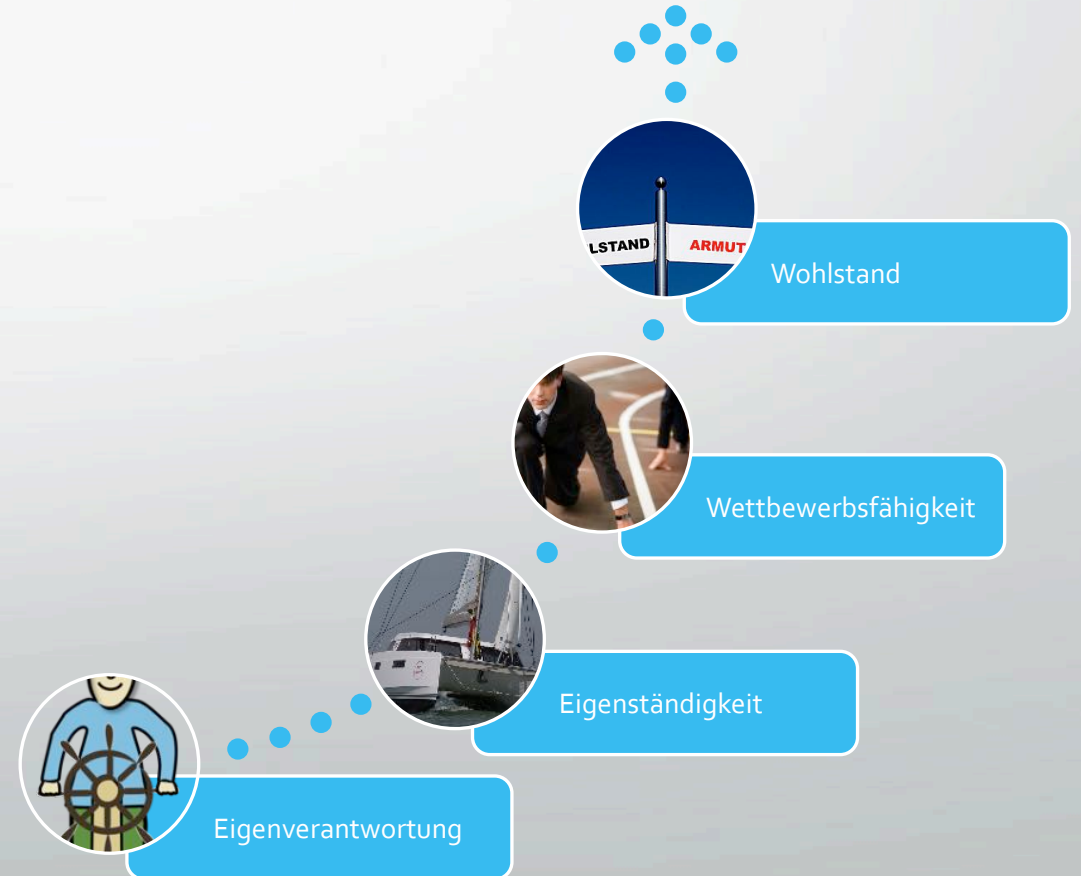 LSTAND ARMUT
Wohlstand
Wettbewerbsfähigkeit
Eigenständigkeit
Eigenverantwortung